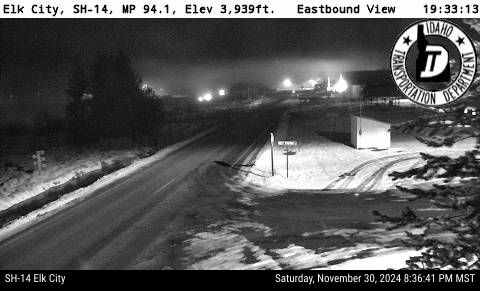 Elk City, SH-14, MP 94.1, Elev 3,939ft. Eastbound View 19:33:13
IDAHO
TRANSPORTATION DEPARTMENT
SH-14 Elk City
Saturday, November 30, 2024 8:36:41 PM MST